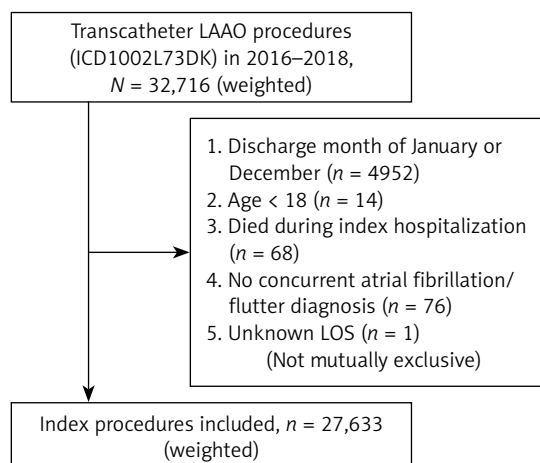 Transcatheter LAAO procedures
(ICD1002L73DK) in 2016–2018,
N = 32,716 (weighted)
1. Discharge month of January or
December (n = 4952)
2. Age < 18 (n = 14)
3. Died during index hospitalization
(n = 68)
4. No concurrent atrial fibrillation/
flutter diagnosis (n = 76)
5. Unknown LOS (n = 1)
(Not mutually exclusive)
Index procedures included, n = 27,633
(weighted)